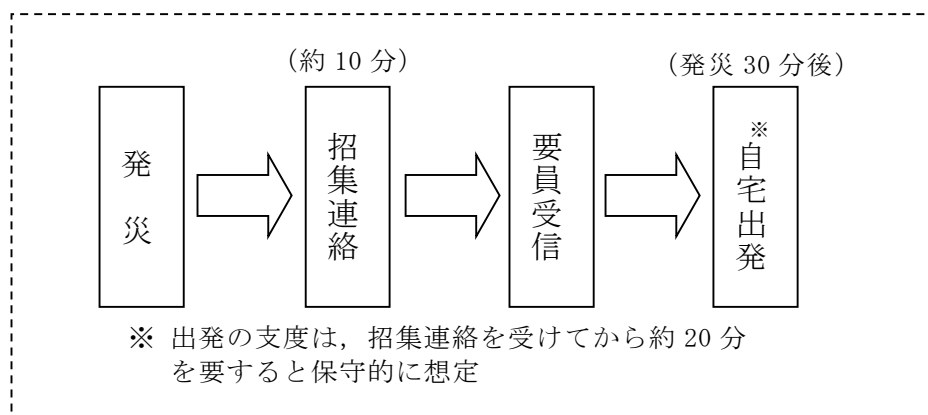 （約 10 分）
（発災 30 分後）
発災
招集連絡
要員受信
※
自宅出発
※ 出発の支度は，招集連絡を受けてから約 20 分
を要すると保守的に想定